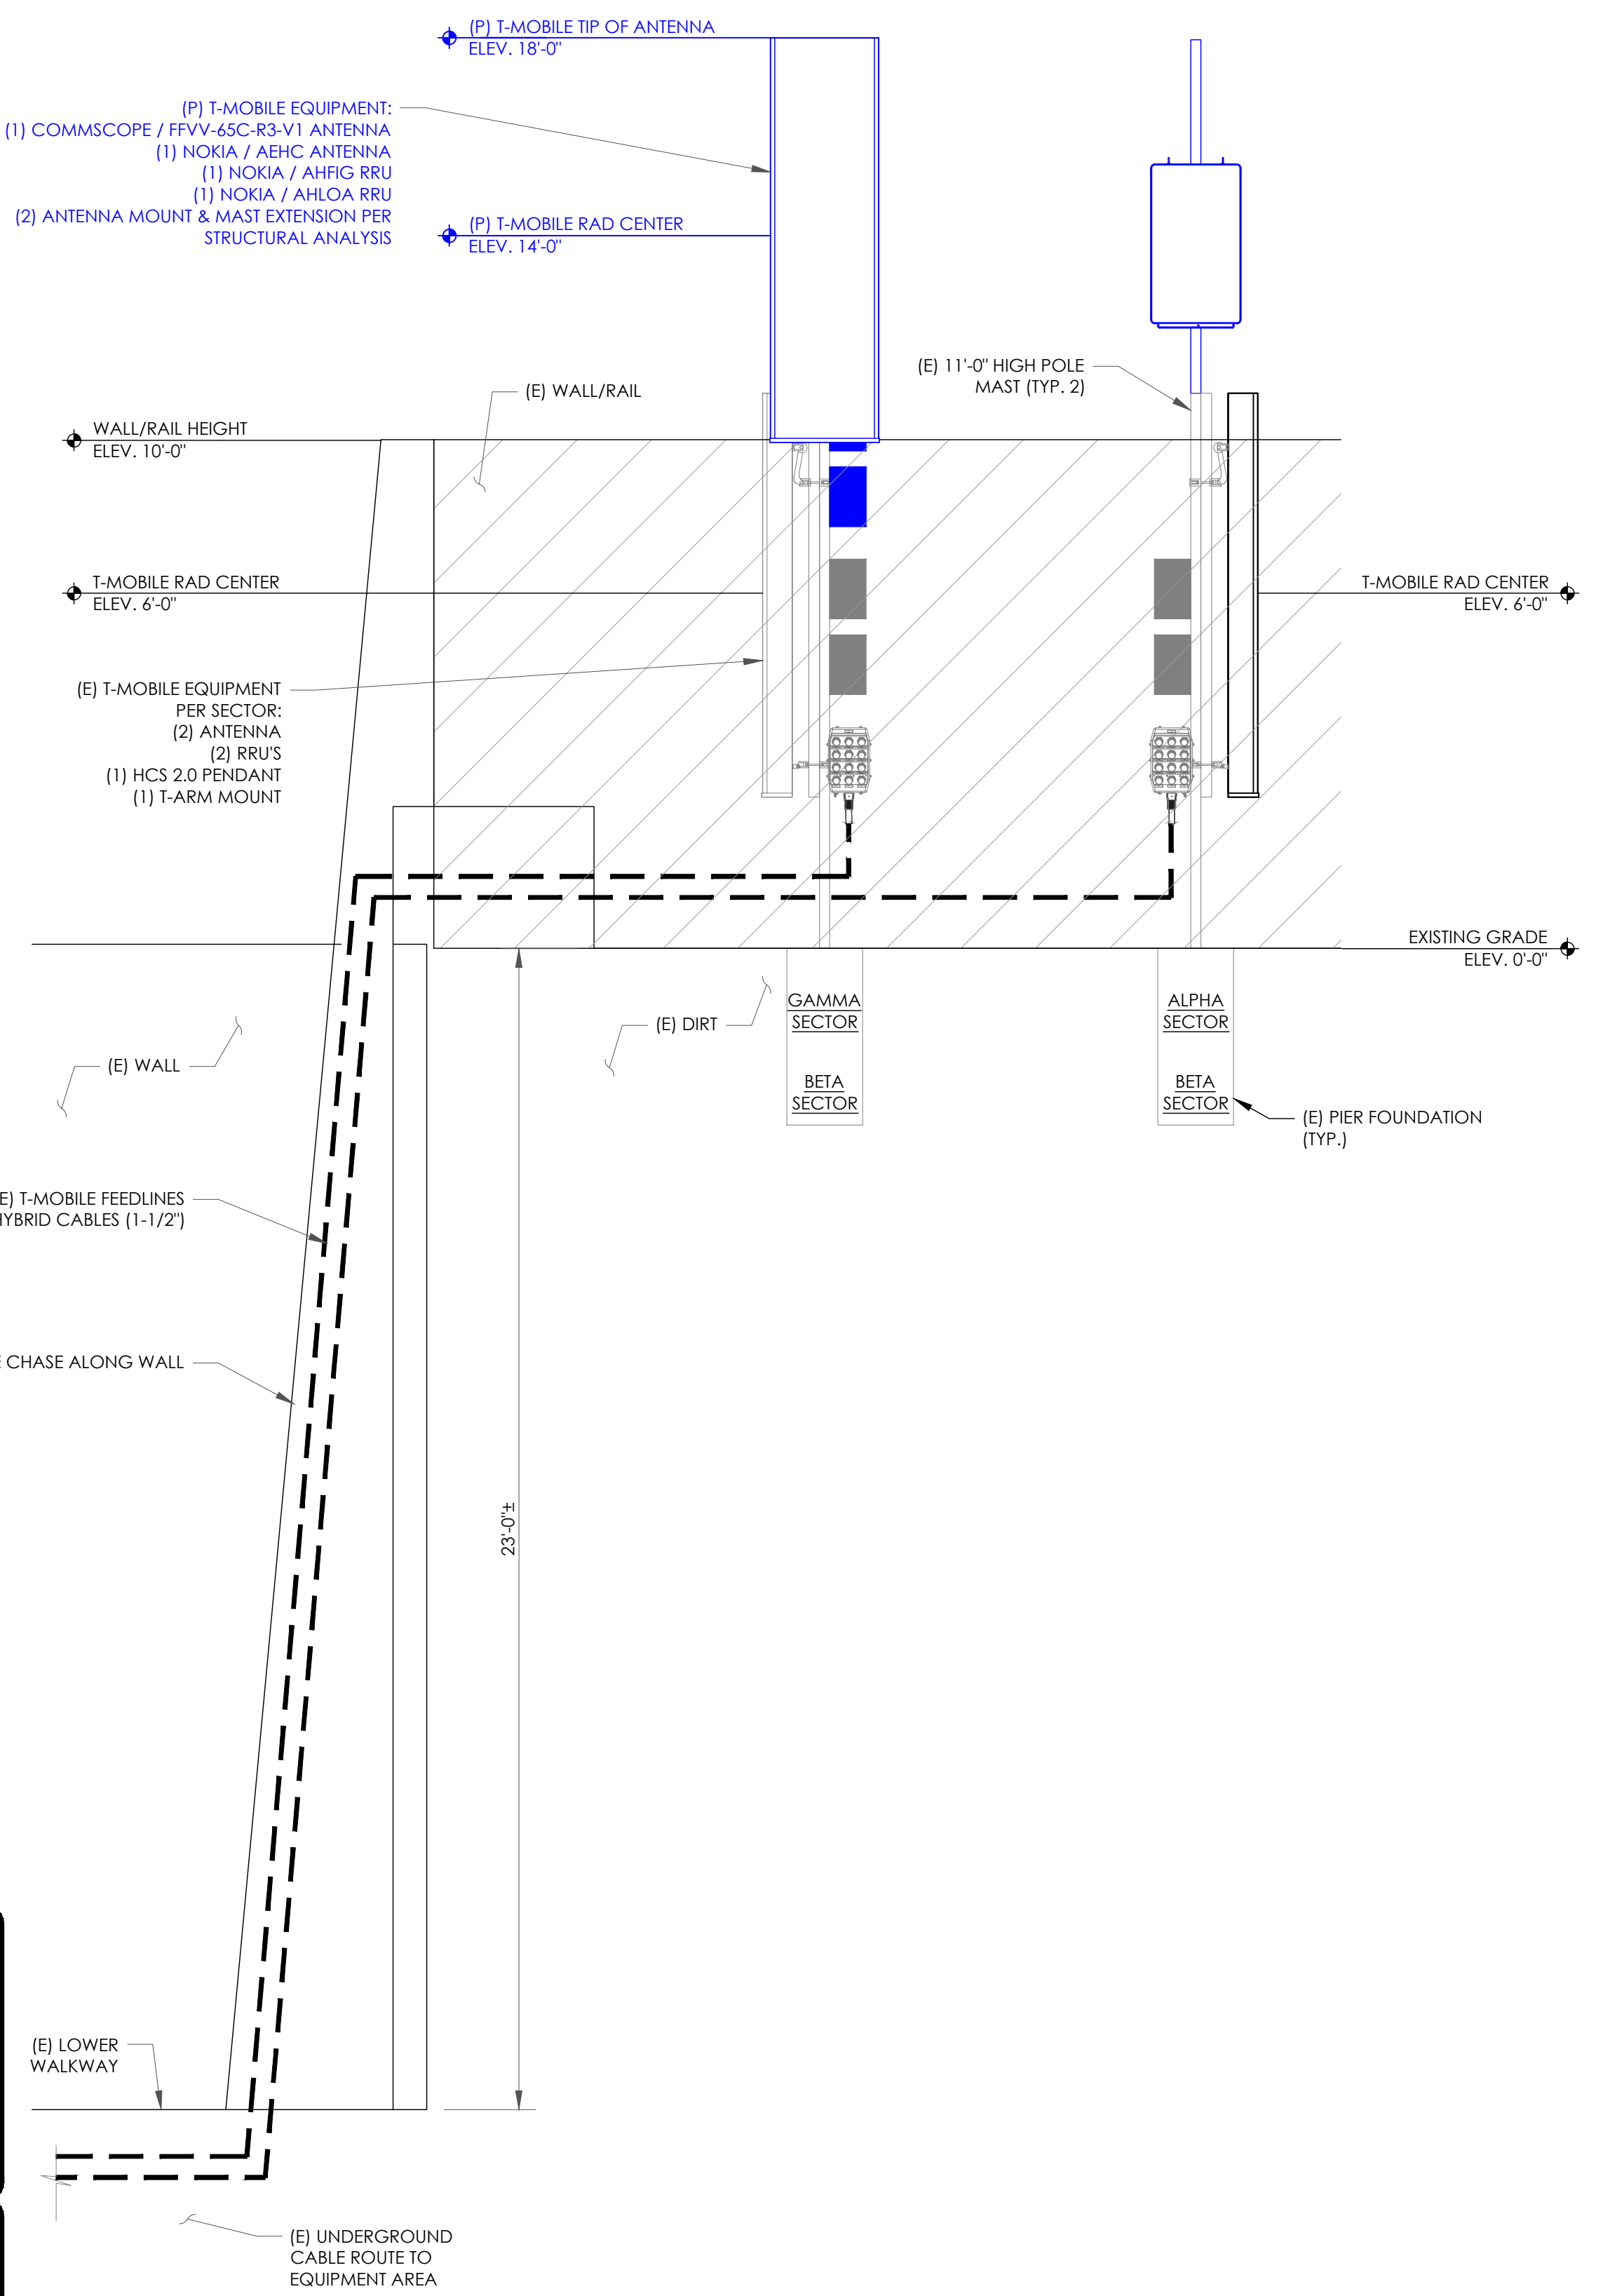 (P) T-MOBILE TIP OF ANTENNA
ELEV. 18'-0"
(P) T-MOBILE EQUIPMENT:
(1) COMMSCOPE / FFVV-65C-R3-V1 ANTENNA
(1) NOKIA / AEHC ANTENNA
(1) NOKIA / AHFIG RRU
(1) NOKIA / AHLOA RRU
(2) ANTENNA MOUNT & MAST EXTENSION PER
STRUCTURAL ANALYSIS
(P) T-MOBILE RAD CENTER
ELEV. 14'-0"
(E) 11'-0" HIGH POLE
MAST (TYP. 2)
(E) WALL/RAIL
WALL/RAIL HEIGHT
ELEV. 10'-0"
T-MOBILE RAD CENTER
ELEV. 6'-0"
T-MOBILE RAD CENTER
ELEV. 6'-0"
(E) T-MOBILE EQUIPMENT
PER SECTOR:
(2) ANTENNA
(2) RRU'S
(1) HCS 2.0 PENDANT
(1) T-ARM MOUNT
EXISTING GRADE
ELEV. 0'-0"
GAMMA
SECTOR
BETA
SECTOR
ALPHA
SECTOR
BETA
SECTOR
(E) DIRT
(E) WALL
(E) PIER FOUNDATION
(TYP.)
E) T-MOBILE FEEDLINES
HYBRID CABLES (1-1/2")
CHASE ALONG WALL
23'-0"±
(E) LOWER
WALKWAY
(E) UNDERGROUND
CABLE ROUTE TO
EQUIPMENT AREA